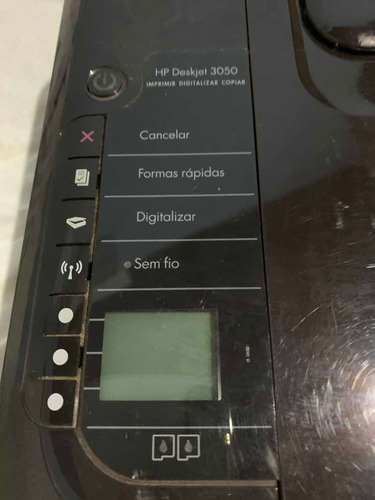 HP Deskjet 3050
IMPRIMIR DIGITALIZAR COPIAR
Cancelar
Formas rápidas
Digitalizar
Sem fio